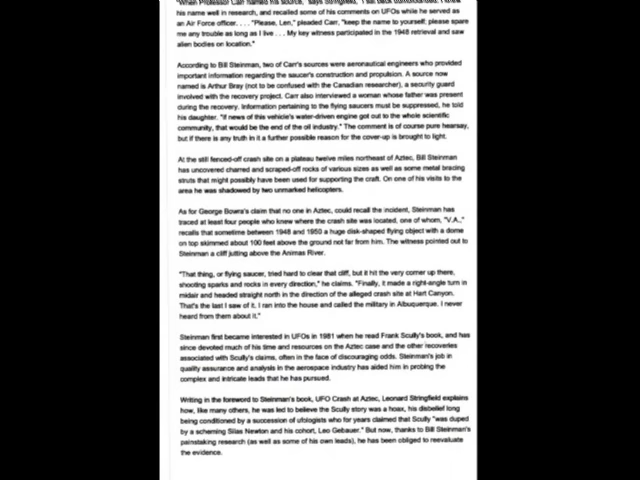 "When Professor Carr named his source," says Stringfield, "I sat back dumbfounded. I knew
his name well in research, and recalled some of his comments on UFOs while he served as
an Air Force officer. . . . "Please, Len," pleaded Carr, "keep the name to yourself; please spare
me any trouble as long as I live . . . My key witness participated in the 1948 retrieval and saw
alien bodies on location."
According to Bill Steinman, two of Carr's sources were aeronautical engineers who provided
important information regarding the saucer's construction and propulsion. A source now
named is Arthur Bray (not to be confused with the Canadian researcher), a security guard
involved with the recovery project. Carr also interviewed a woman whose father was present
during the recovery. Information pertaining to the flying saucers must be suppressed, he told
his daughter. "If news of this vehicle's water-driven engine got out to the whole scientific
community, that would be the end of the oil industry." The comment is of course pure hearsay,
but if there is any truth in it a further possible reason for the cover-up is brought to light.
At the still fenced-off crash site on a plateau twelve miles northeast of Aztec, Bill Steinman
has uncovered charred and scraped-off rocks of various sizes as well as some metal bracing
struts that might possibly have been used for supporting the craft. On one of his visits to the
area he was shadowed by two unmarked helicopters.
As for George Bowra's claim that no one in Aztec, could recall the incident, Steinman has
traced at least four people who knew where the crash site was located, one of whom, "V.A.,"
recalls that sometime between 1948 and 1950 a huge disk-shaped flying object with a dome
on top skimmed about 100 feet above the ground not far from him. The witness pointed out to
Steinman a cliff jutting above the Animas River.
"That thing, or flying saucer, tried hard to clear that cliff, but it hit the very corner up there,
shooting sparks and rocks in every direction," he claims. "Finally, it made a right-angle turn in
midair and headed straight north in the direction of the alleged crash site at Hart Canyon.
That's the last I saw of it. I ran into the house and called the military in Albuquerque. I never
heard from them about it."
Steinman first became interested in UFOs in 1981 when he read Frank Scully's book, and has
since devoted much of his time and resources on the Aztec case and the other recoveries
associated with Scully's claims, often in the face of discouraging odds. Steinman's job in
quality assurance and analysis in the aerospace industry has aided him in probing the
complex and intricate leads that he has pursued.
Writing in the foreword to Steinman's book, UFO Crash at Aztec, Leonard Stringfield explains
how, like many others, he was led to believe the Scully story was a hoax, his disbelief long
being conditioned by a succession of ufologists who for years claimed that Scully "was duped
by a scheming Silas Newton and his cohort, Leo Gebauer." But now, thanks to Bill Steinman's
painstaking research (as well as some of his own leads), he has been obliged to reevaluate
the evidence.